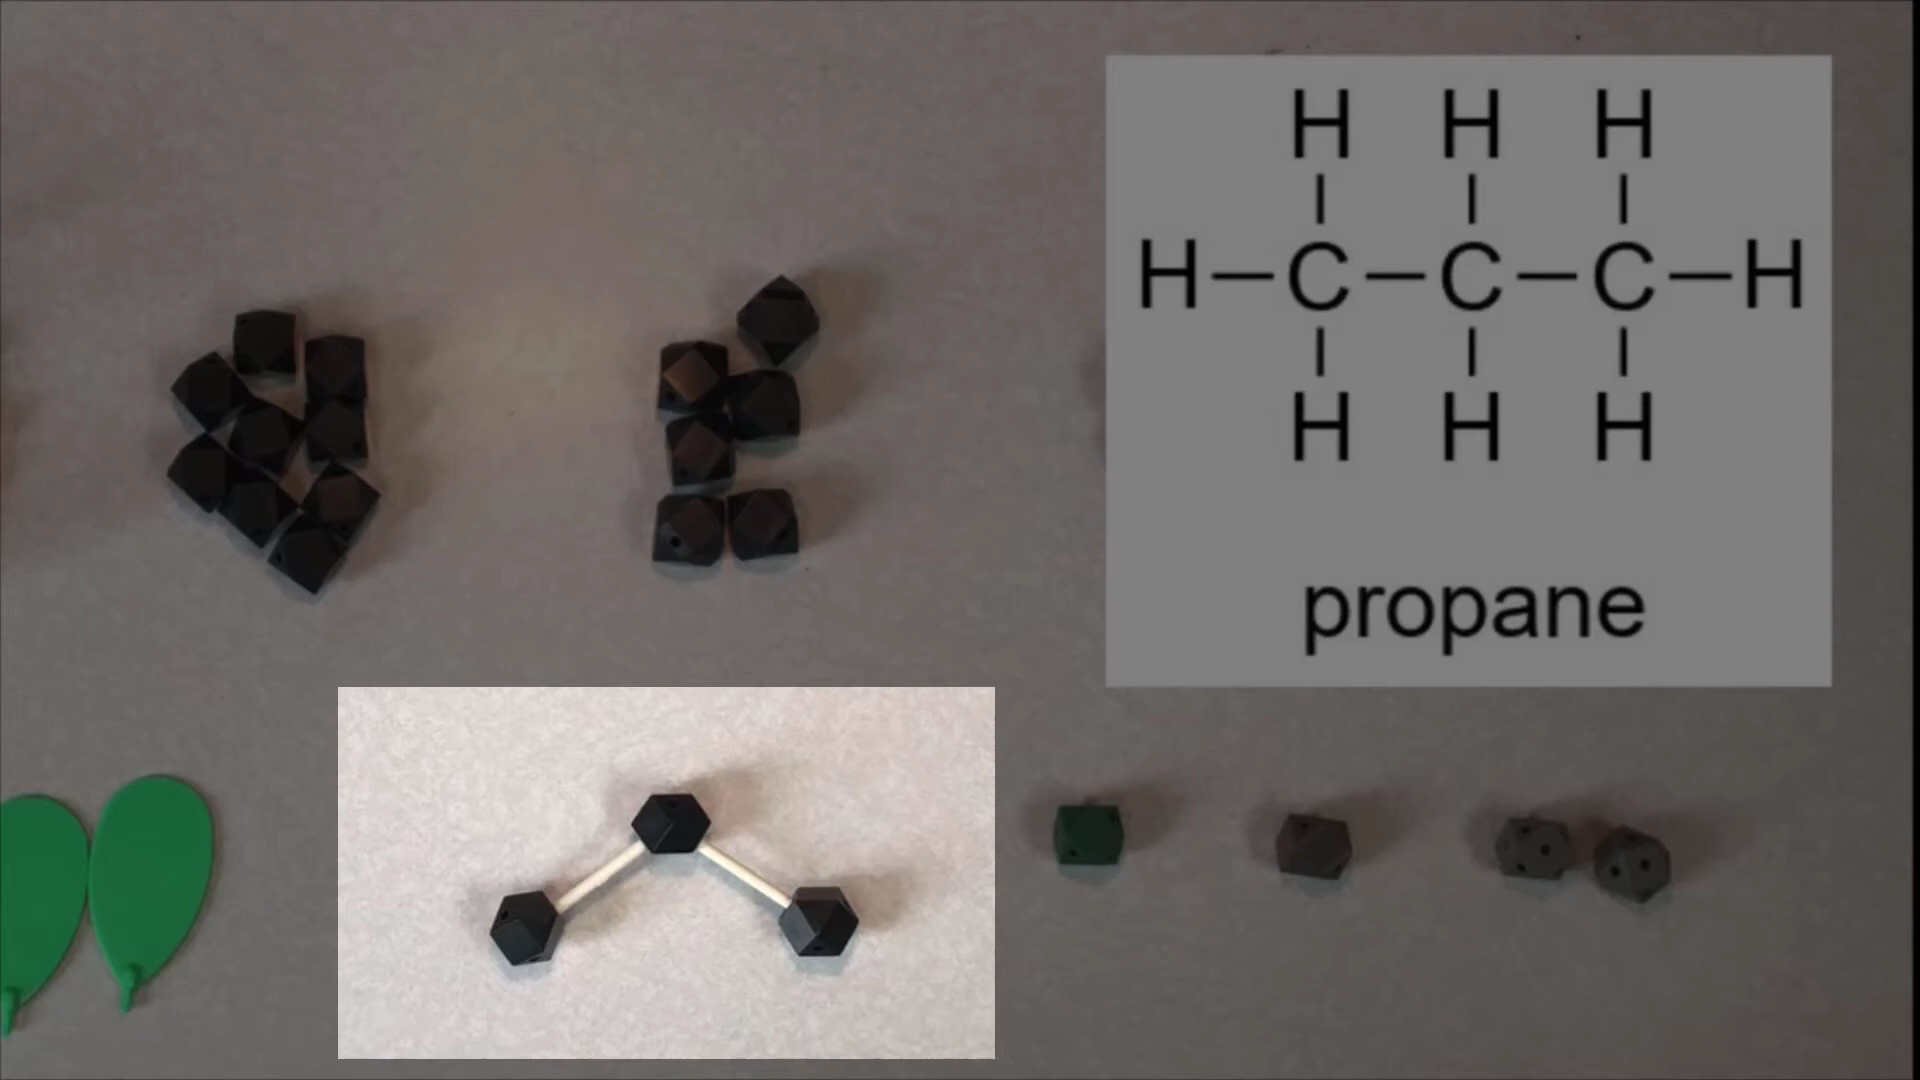 H H H
H—C—C—C—H
H H H
propane